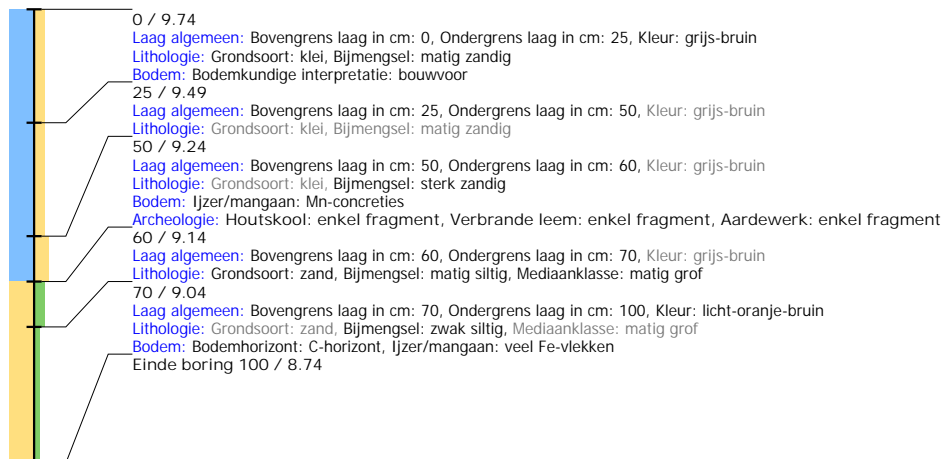 0 / 9.74
Laag algemeen: Bovengrens laag in cm: 0, Ondergrens laag in cm: 25, Kleur: grijs-bruin
Lithologie: Grondsoort: klei, Bijmengsel: matig zandig
Bodem: Bodemkundige interpretatie: bouwvoor
25 / 9.49
Laag algemeen: Bovengrens laag in cm: 25, Ondergrens laag in cm: 50, Kleur: grijs-bruin
Lithologie: Grondsoort: klei, Bijmengsel: matig zandig
50 / 9.24
Laag algemeen: Bovengrens laag in cm: 50, Ondergrens laag in cm: 60, Kleur: grijs-bruin
Lithologie: Grondsoort: klei, Bijmengsel: sterk zandig
Bodem: Ijzer/mangaan: Mn-concreties
Archeologie: Houtskool: enkel fragment, Verbrande leem: enkel fragment, Aardewerk: enkel fragment
60 / 9.14
Laag algemeen: Bovengrens laag in cm: 60, Ondergrens laag in cm: 70, Kleur: grijs-bruin
Lithologie: Grondsoort: zand, Bijmengsel: matig siltig, Mediaanklasse: matig grof
70 / 9.04
Laag algemeen: Bovengrens laag in cm: 70, Ondergrens laag in cm: 100, Kleur: licht-oranje-bruin
Lithologie: Grondsoort: zand, Bijmengsel: zwak siltig, Mediaanklasse: matig grof
Bodem: Bodemhorizont: C-horizont, Ijzer/mangaan: veel Fe-vlekken
Einde boring 100 / 8.74